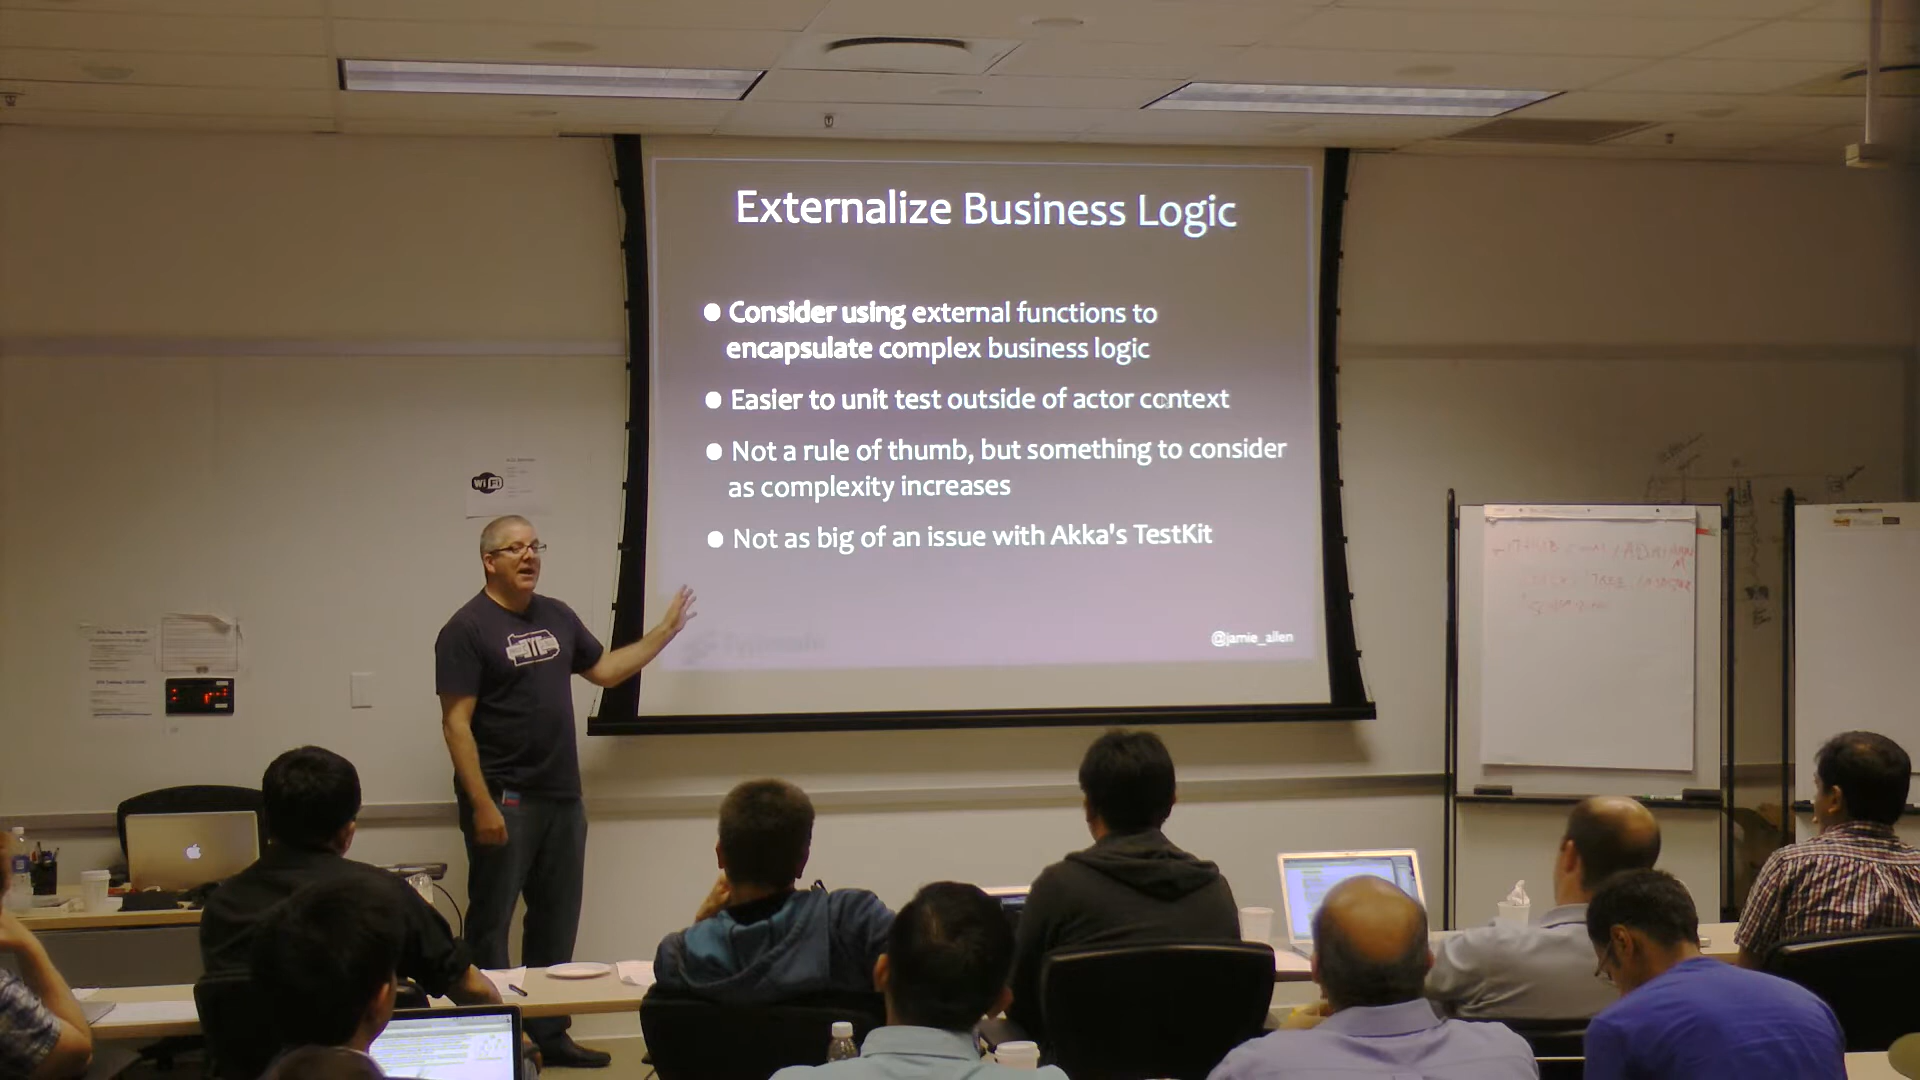 Externalize Business Logic
● Consider using external functions to
encapsulate complex business logic
● Easier to unit test outside of actor context
● Not a rule of thumb, but something to consider
as complexity increases
● Not as big of an issue with Akka's TestKit
@jamie_allen
Wi Fi